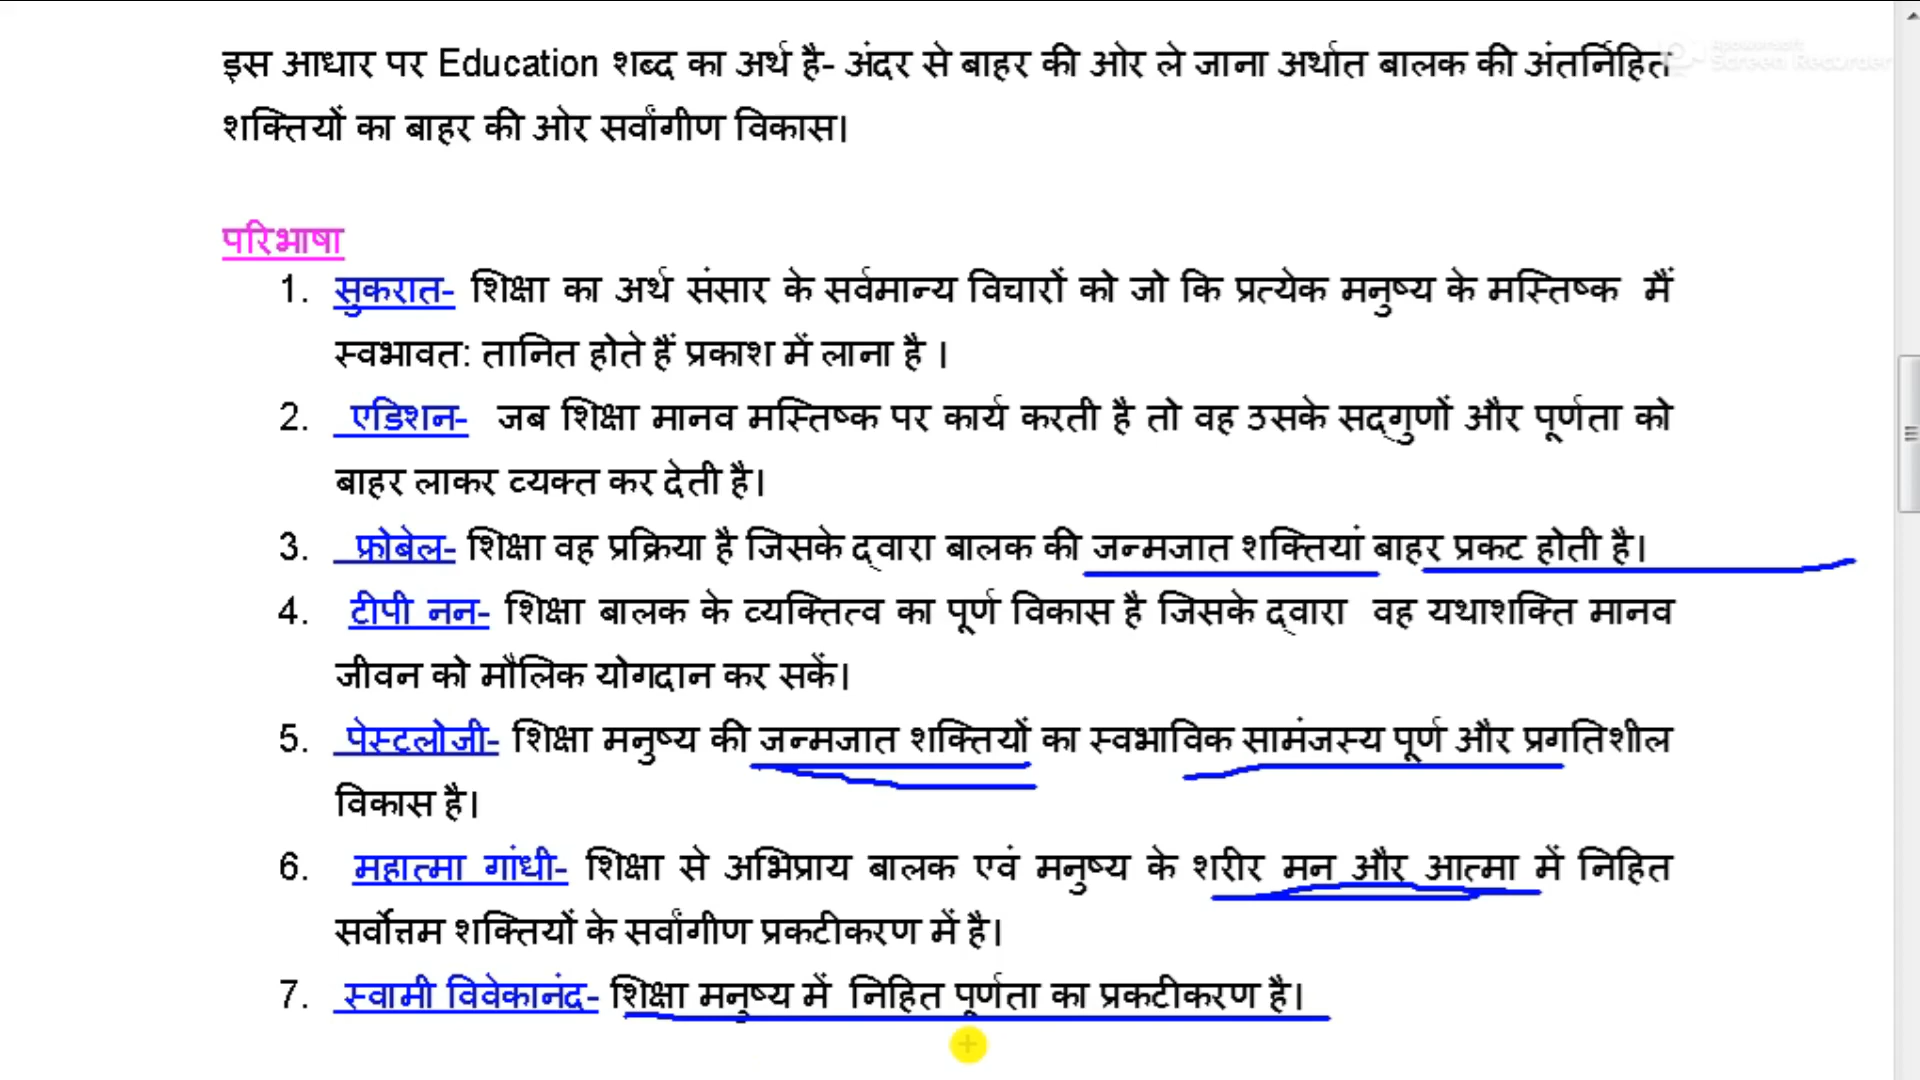 इस आधार पर Education शब्द का अर्थ है- अंदर से बाहर की ओर ले जाना अर्थात बालक की अंतर्निहित
शक्तियों का बाहर की ओर सर्वांगीण विकास।
Apowersoft
Screen Recorder
परिभाषा
1. सुकरात- शिक्षा का अर्थ संसार के सर्वमान्य विचारों को जो कि प्रत्येक मनुष्य के मस्तिष्क मैं
स्वभावत: तानित होते हैं प्रकाश में लाना है ।
2. एडिशन- जब शिक्षा मानव मस्तिष्क पर कार्य करती है तो वह उसके सद्गुणों और पूर्णता को
बाहर लाकर व्यक्त कर देती है।
3. फ्रोबेल- शिक्षा वह प्रक्रिया है जिसके द्वारा बालक की जन्मजात शक्तियां बाहर प्रकट होती है।
4. टीपी नन- शिक्षा बालक के व्यक्तित्व का पूर्ण विकास है जिसके द्वारा वह यथाशक्ति मानव
जीवन को मौलिक योगदान कर सकें।
5. पेस्टलोजी- शिक्षा मनुष्य की जन्मजात शक्तियों का स्वभाविक सामंजस्य पूर्ण और प्रगतिशील
विकास है।
6. महात्मा गांधी- शिक्षा से अभिप्राय बालक एवं मनुष्य के शरीर मन और आत्मा में निहित
सर्वोत्तम शक्तियों के सर्वांगीण प्रकटीकरण में है।
7. स्वामी विवेकानंद- शिक्षा मनुष्य में निहित पूर्णता का प्रकटीकरण है।